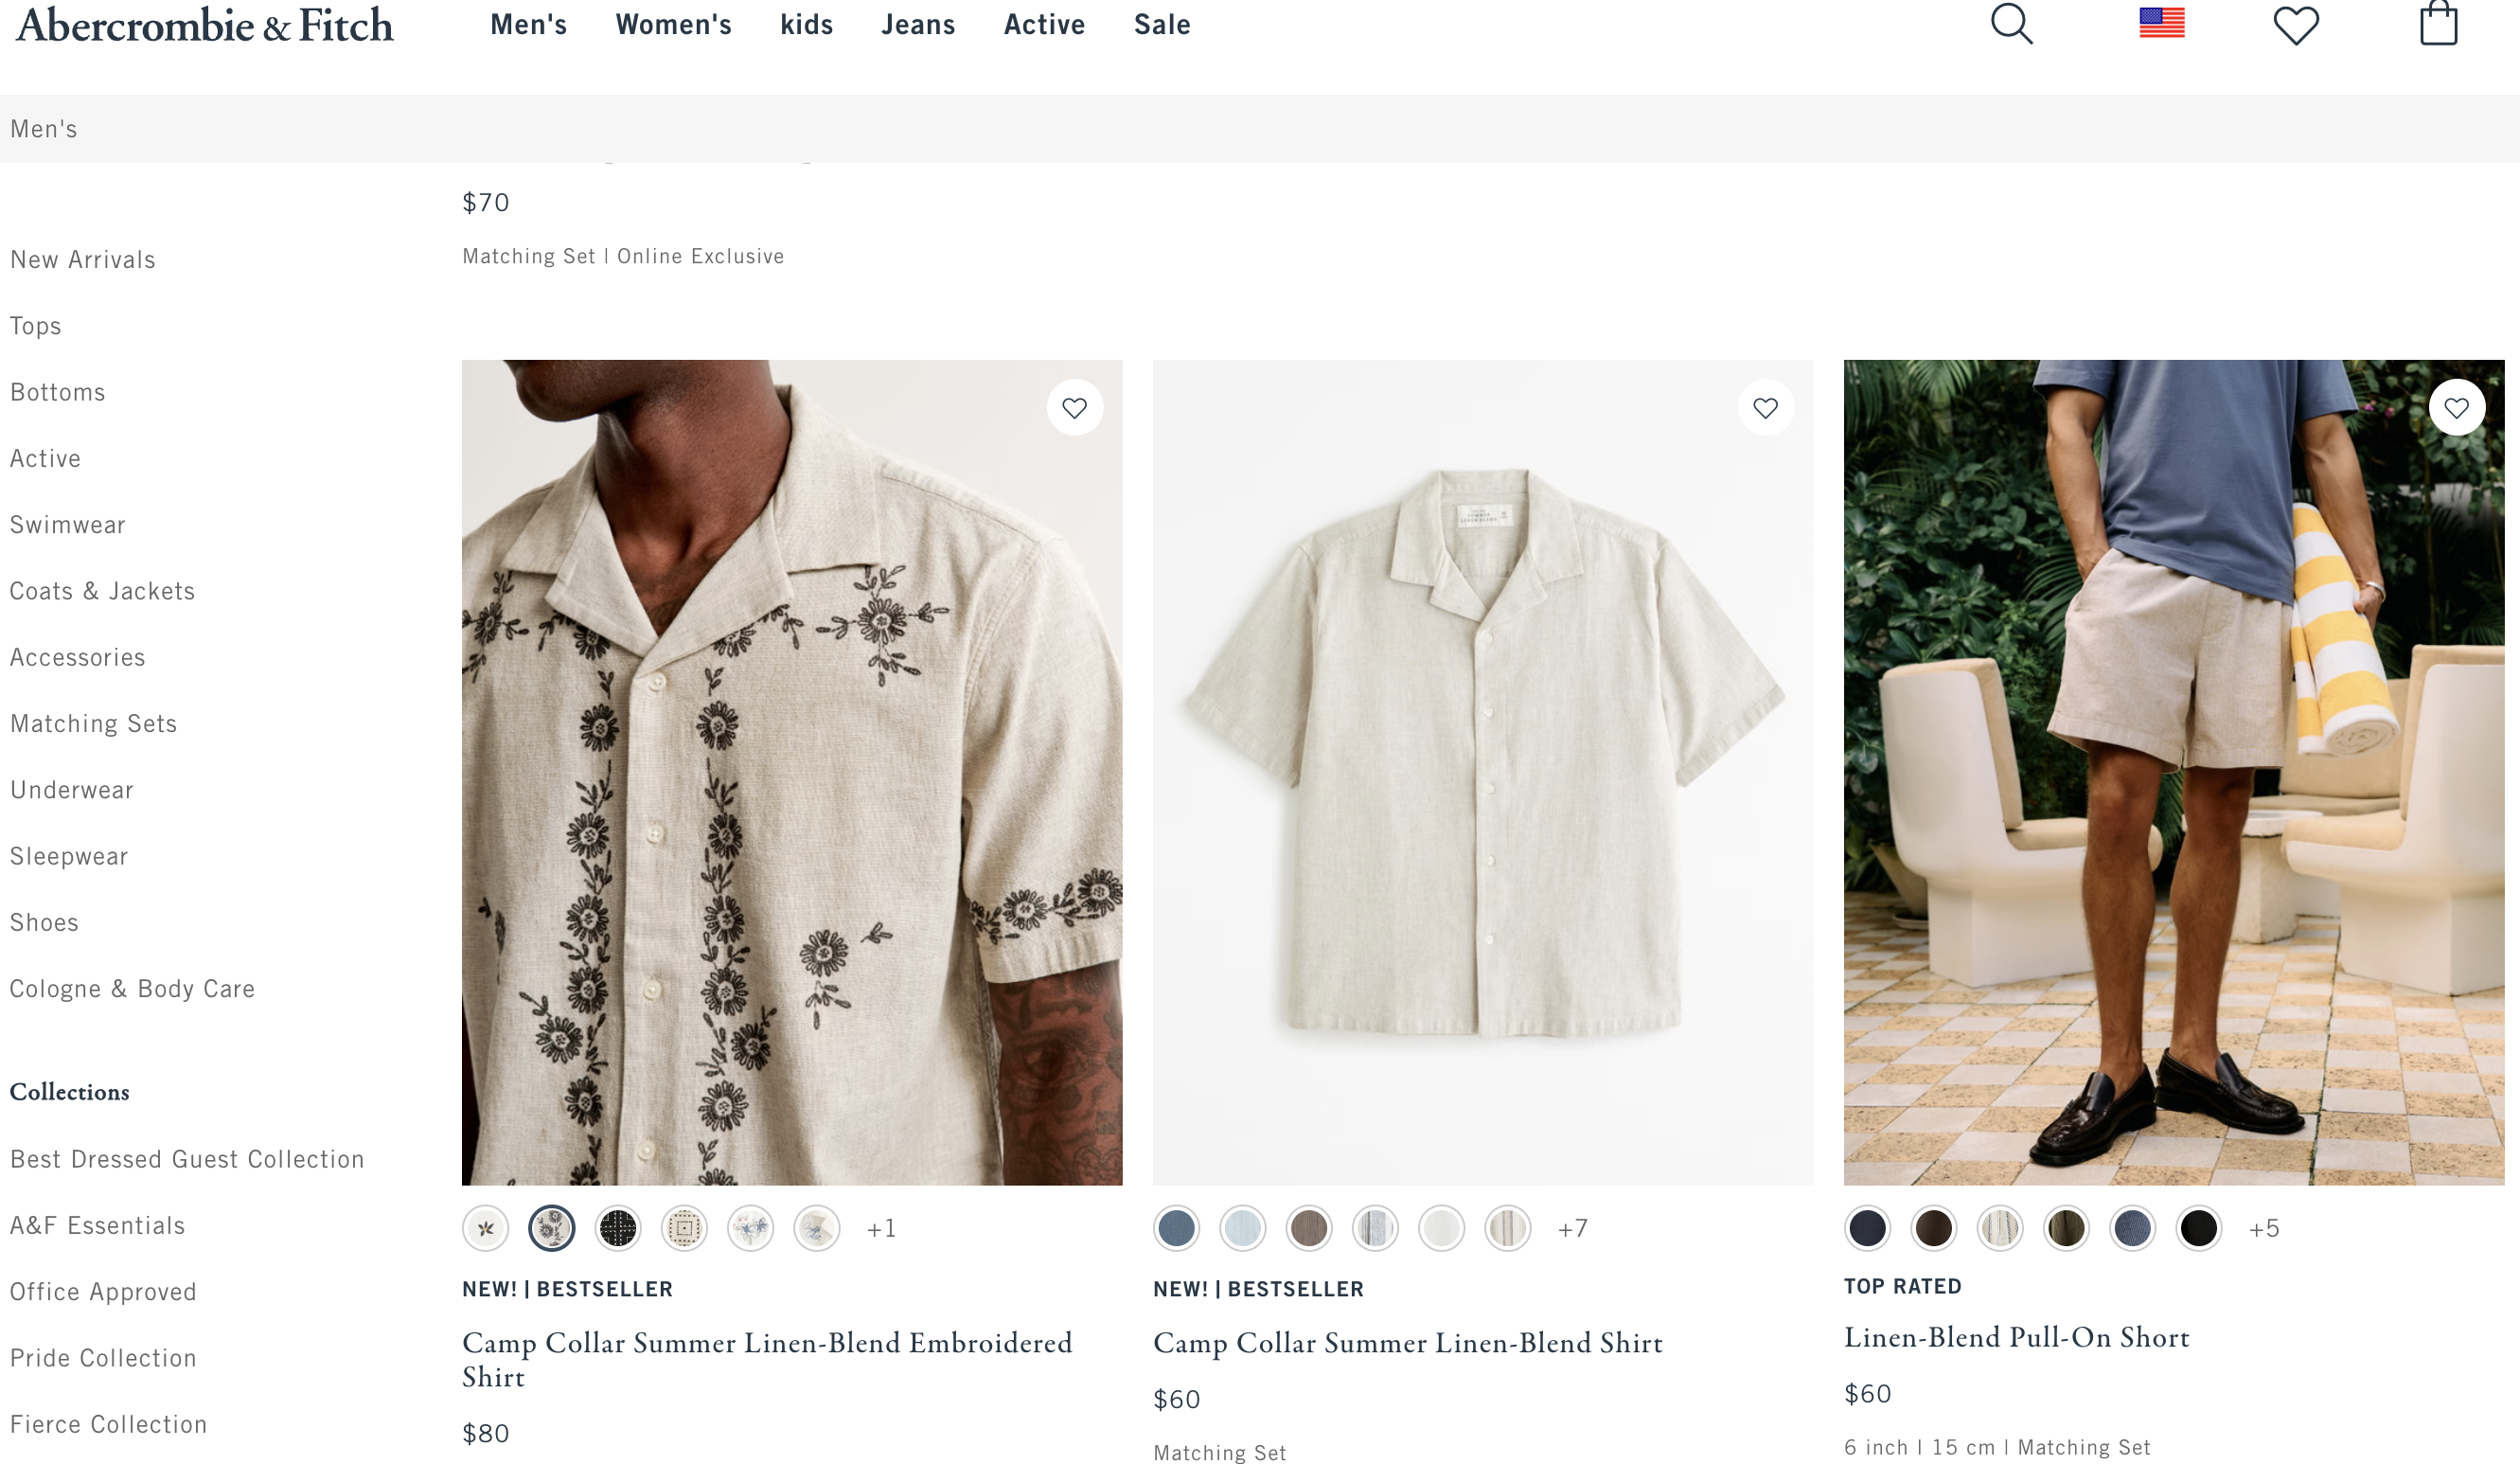 Abercrombie & Fitch
Men's
Women's
kids
Jeans
Active
Sale
Men's
New Arrivals
Tops
Bottoms
Active
Swimwear
Coats & Jackets
Accessories
Matching Sets
Underwear
Sleepwear
Shoes
Cologne & Body Care
Collections
Best Dressed Guest Collection
A&F Essentials
Office Approved
Pride Collection
Fierce Collection
$70
Matching Set | Online Exclusive
+1
NEW! | BESTSELLER
Camp Collar Summer Linen-Blend Embroidered
Shirt
$80
SUMMER
LINEN BLEND
+7
NEW! | BESTSELLER
Camp Collar Summer Linen-Blend Shirt
$60
Matching Set
+5
TOP RATED
Linen-Blend Pull-On Short
$60
6 inch | 15 cm | Matching Set